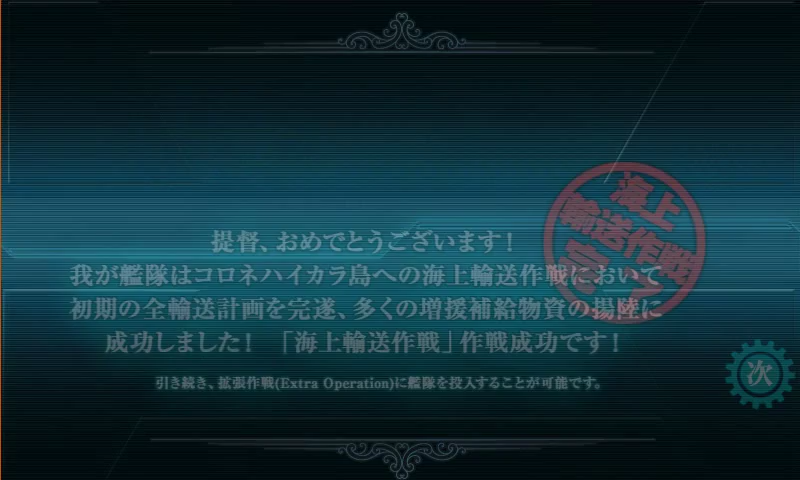 提督、おめでとうございます！
我が艦隊はコロネハイカラ島への海上輸送作戦において
初期の全輸送計画を完遂、多くの増援補給物資の揚陸に
成功しました！「海上輸送作戦」作戦成功です！
引き続き、拡張作戦(Extra Operation)に艦隊を投入することが可能です。
海上
輸送作戦
完了
次